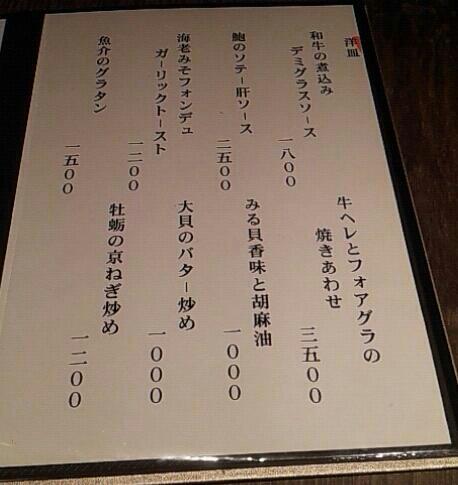 洋皿
和牛の煮込み
デミグラスソース
一八〇〇
鮑のソテー肝ソース
二五〇〇
海老みそフォンデュ
ガーリックトースト
一二〇〇
魚介のグラタン
一五〇〇
牛ヘレとフォアグラの
焼きあわせ
三五〇〇
みる貝香味と胡麻油
一〇〇〇
大貝のバター炒め
一〇〇〇
牡蛎の京ねぎ炒め
一二〇〇